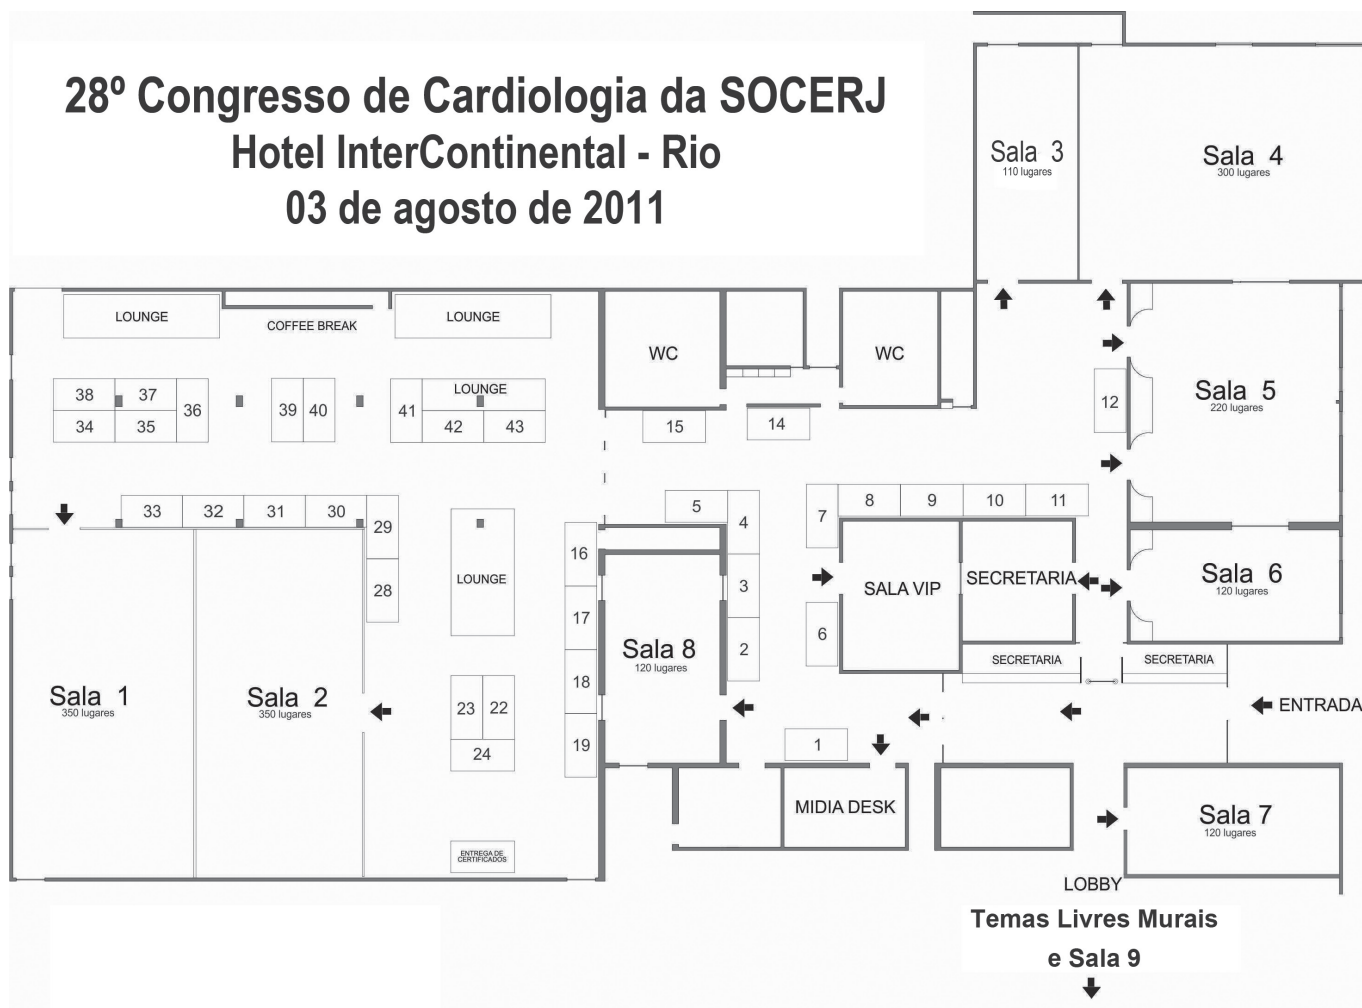 28º Congresso de Cardiologia da SOCERJ
Hotel InterContinental - Rio
03 de agosto de 2011
Sala 3
110 lugares
Sala 4
300 lugares
LOUNGE
COFFEE BREAK
LOUNGE
WC
WC
38
37
36
34
35
39
40
41
LOUNGE
42
43
15
14
12
Sala 5
220 lugares
33
32
31
30
29
28
LOUNGE
5
4
3
2
7
8
9
10
11
6
16
17
18
19
SALA VIP
SECRETARIA
Sala 6
120 lugares
Sala 8
120 lugares
SECRETARIA
SECRETARIA
Sala 1
350 lugares
Sala 2
350 lugares
23
22
24
ENTRADA
1
MIDIA DESK
Sala 7
120 lugares
ENTREGA DE
CERTIFICADOS
LOBBY
Temas Livres Murais
e Sala 9